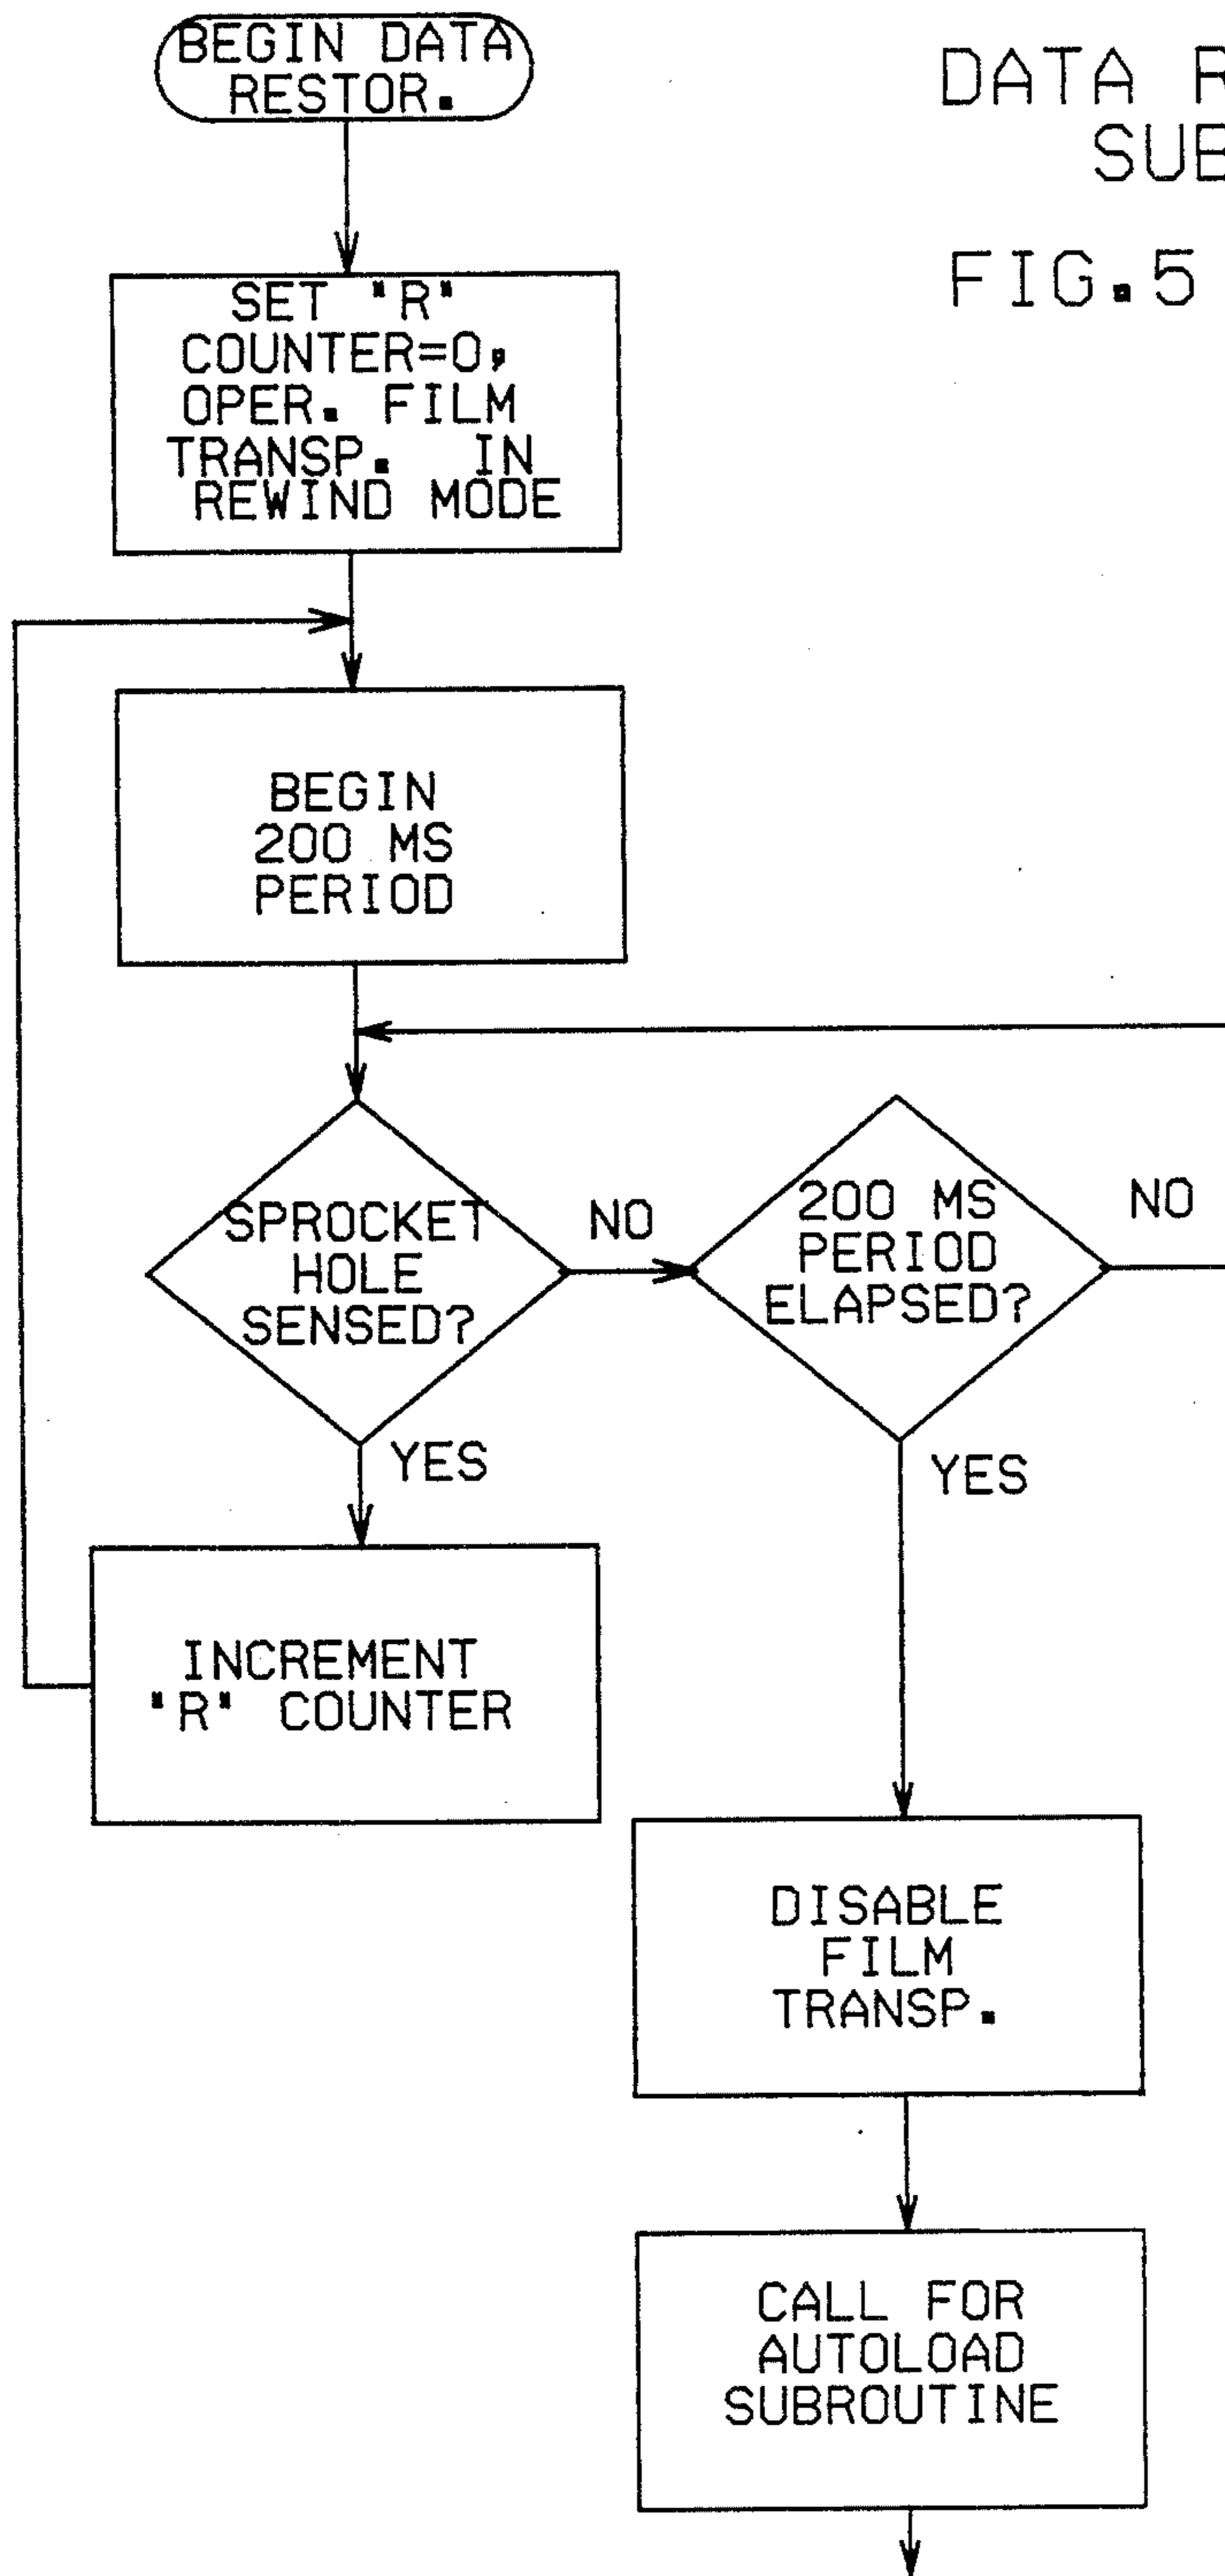 BEGIN DATA
RESTOR.
DATA R
SUB
FIG.5
SET "R"
COUNTER=0,
OPER. FILM
TRANSP. IN
REWIND MODE
BEGIN
200 MS
PERIOD
SPROCKET
HOLE
SENSED?
NO
200 MS
PERIOD
ELAPSED?
NO
YES
YES
INCREMENT
"R" COUNTER
DISABLE
FILM
TRANSP.
CALL FOR
AUTOLOAD
SUBROUTINE